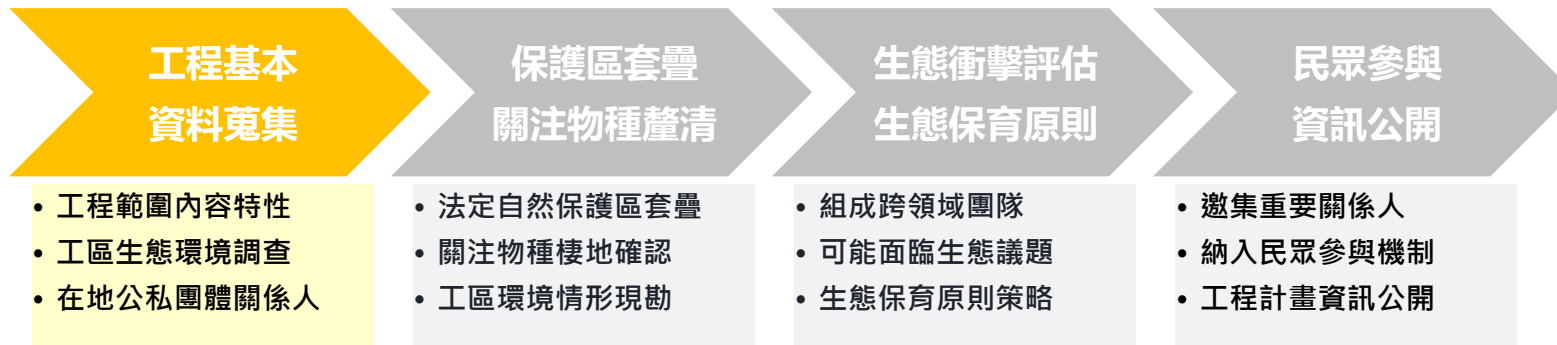 工程基本
資料蒐集
• 工程範圍內容特性
• 工區生態環境調查
• 在地公私團體關係人
保護區套疊
關注物種釐清
• 法定自然保護區套疊
• 關注物種棲地確認
• 工區環境情形現勘
生態衝擊評估
生態保育原則
• 組成跨領域團隊
• 可能面臨生態議題
• 生態保育原則策略
民眾參與
資訊公開
• 邀集重要關係人
• 納入民眾參與機制
• 工程計畫資訊公開